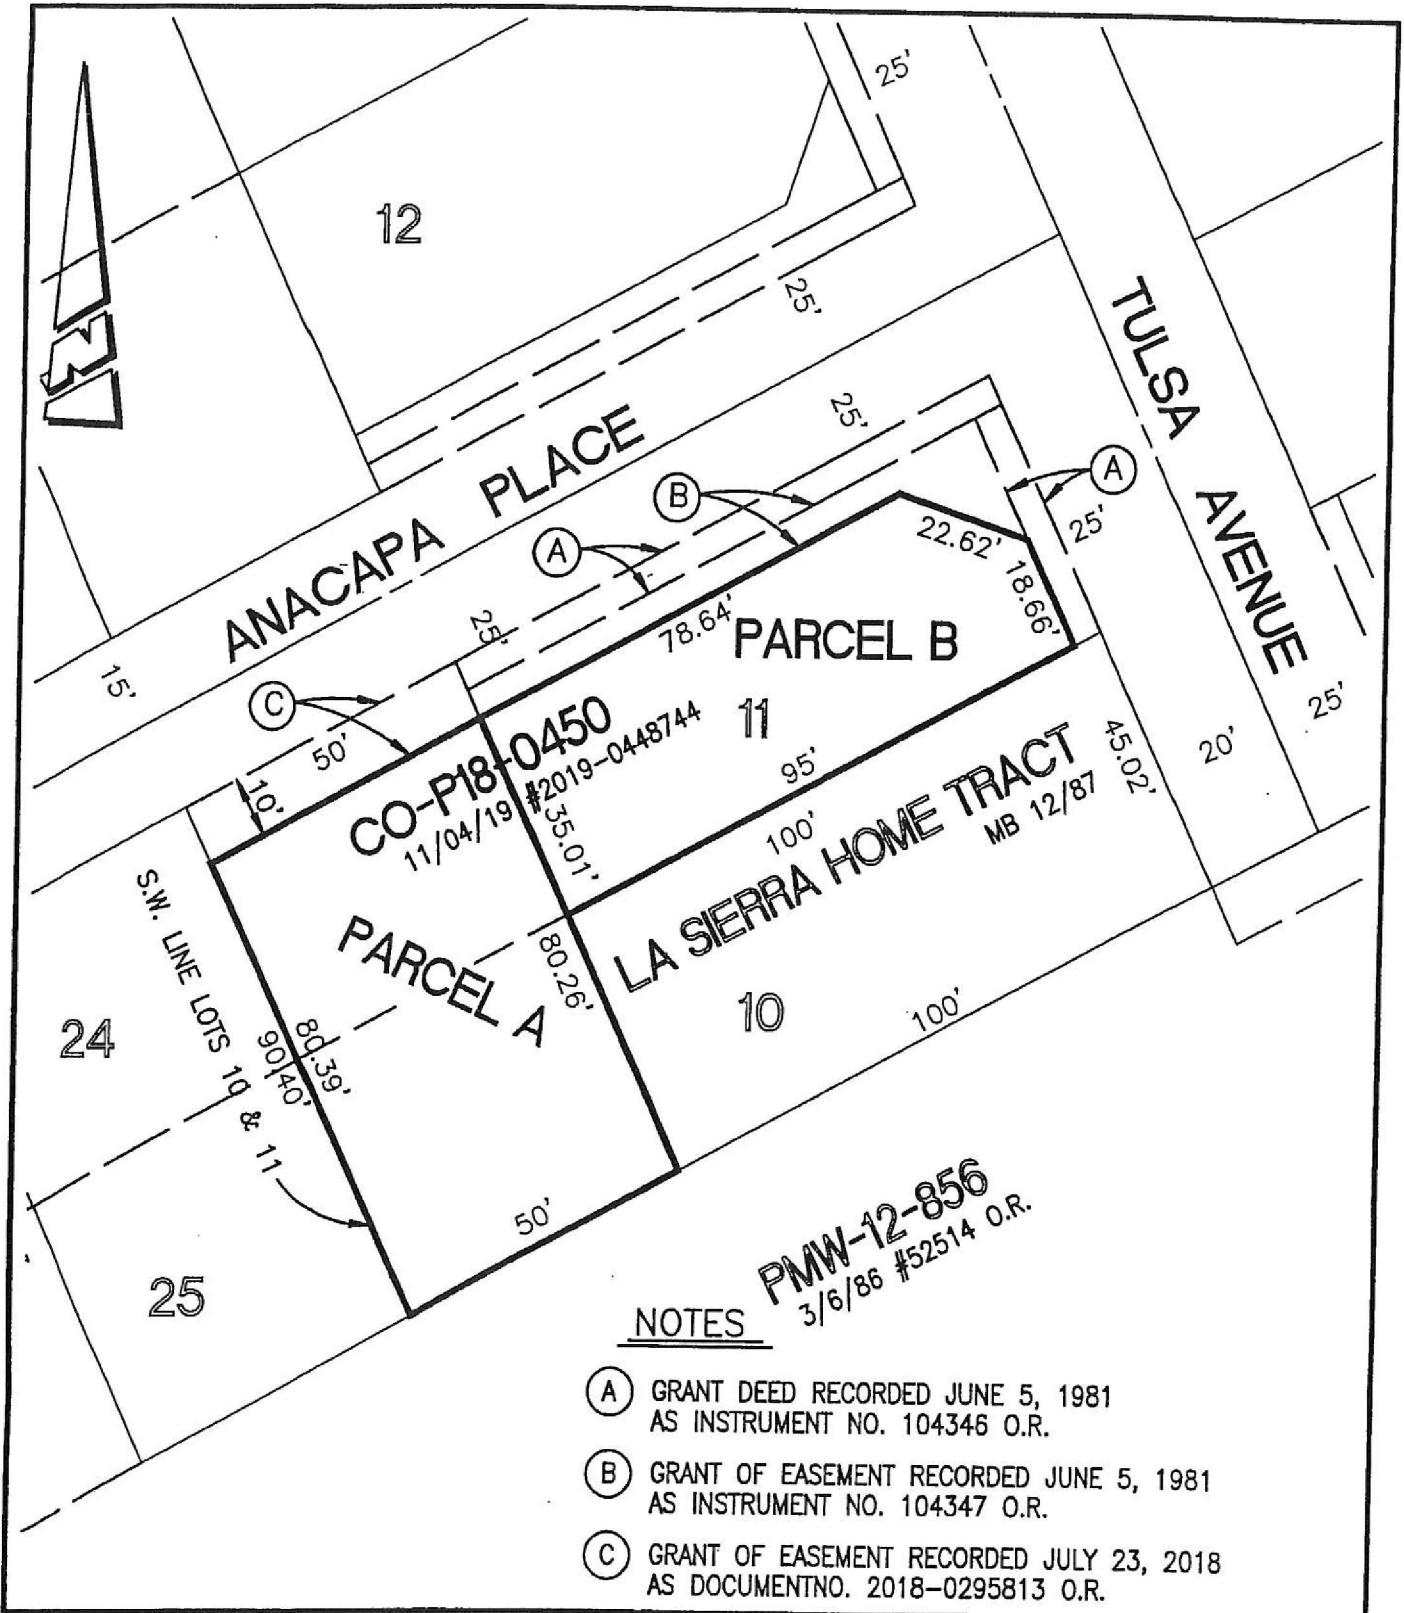 25'
12
N
25'
TULSA AVENUE
25'
ANACAPA PLACE
B
A
A
25'
22.62'
18.66'
25'
78.64'
PARCEL B
15'
C
50'
10'
CO-P18-0450
11/04/19 #2019-0448744
11
35.01'
95'
100'
45.02'
20'
25'
LA SIERRA HOME TRACT
MB 12/87
S.W. LINE LOTS 10 & 11
PARCEL A
80.26'
24
10
100'
80.39'
90.40'
50'
25
PMW-12-856
3/6/86 #52514 O.R.
NOTES
A GRANT DEED RECORDED JUNE 5, 1981
AS INSTRUMENT NO. 104346 O.R.
B GRANT OF EASEMENT RECORDED JUNE 5, 1981
AS INSTRUMENT NO. 104347 O.R.
C GRANT OF EASEMENT RECORDED JULY 23, 2018
AS DOCUMENTNO. 2018-0295813 O.R.